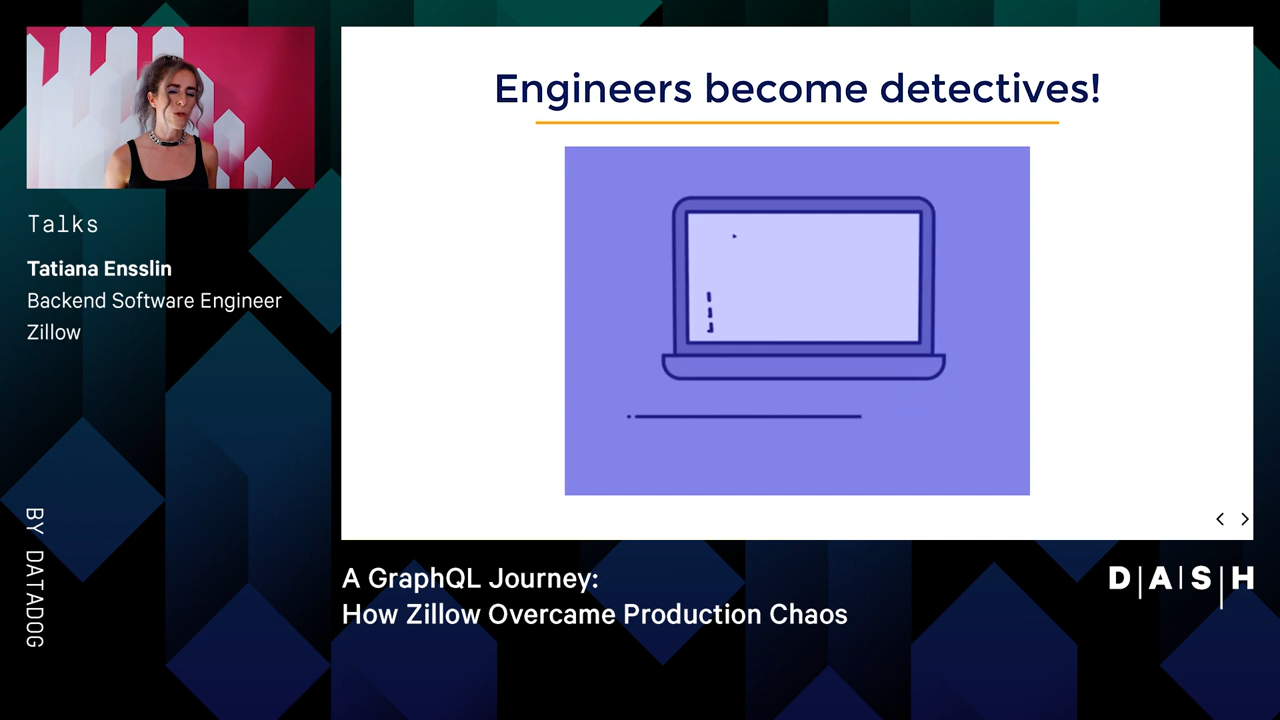 Engineers become detectives!
Talks
Tatiana Ensslin
Backend Software Engineer
Zillow
BY DATADOG
A GraphQL Journey:
How Zillow Overcame Production Chaos
D|A|S|H